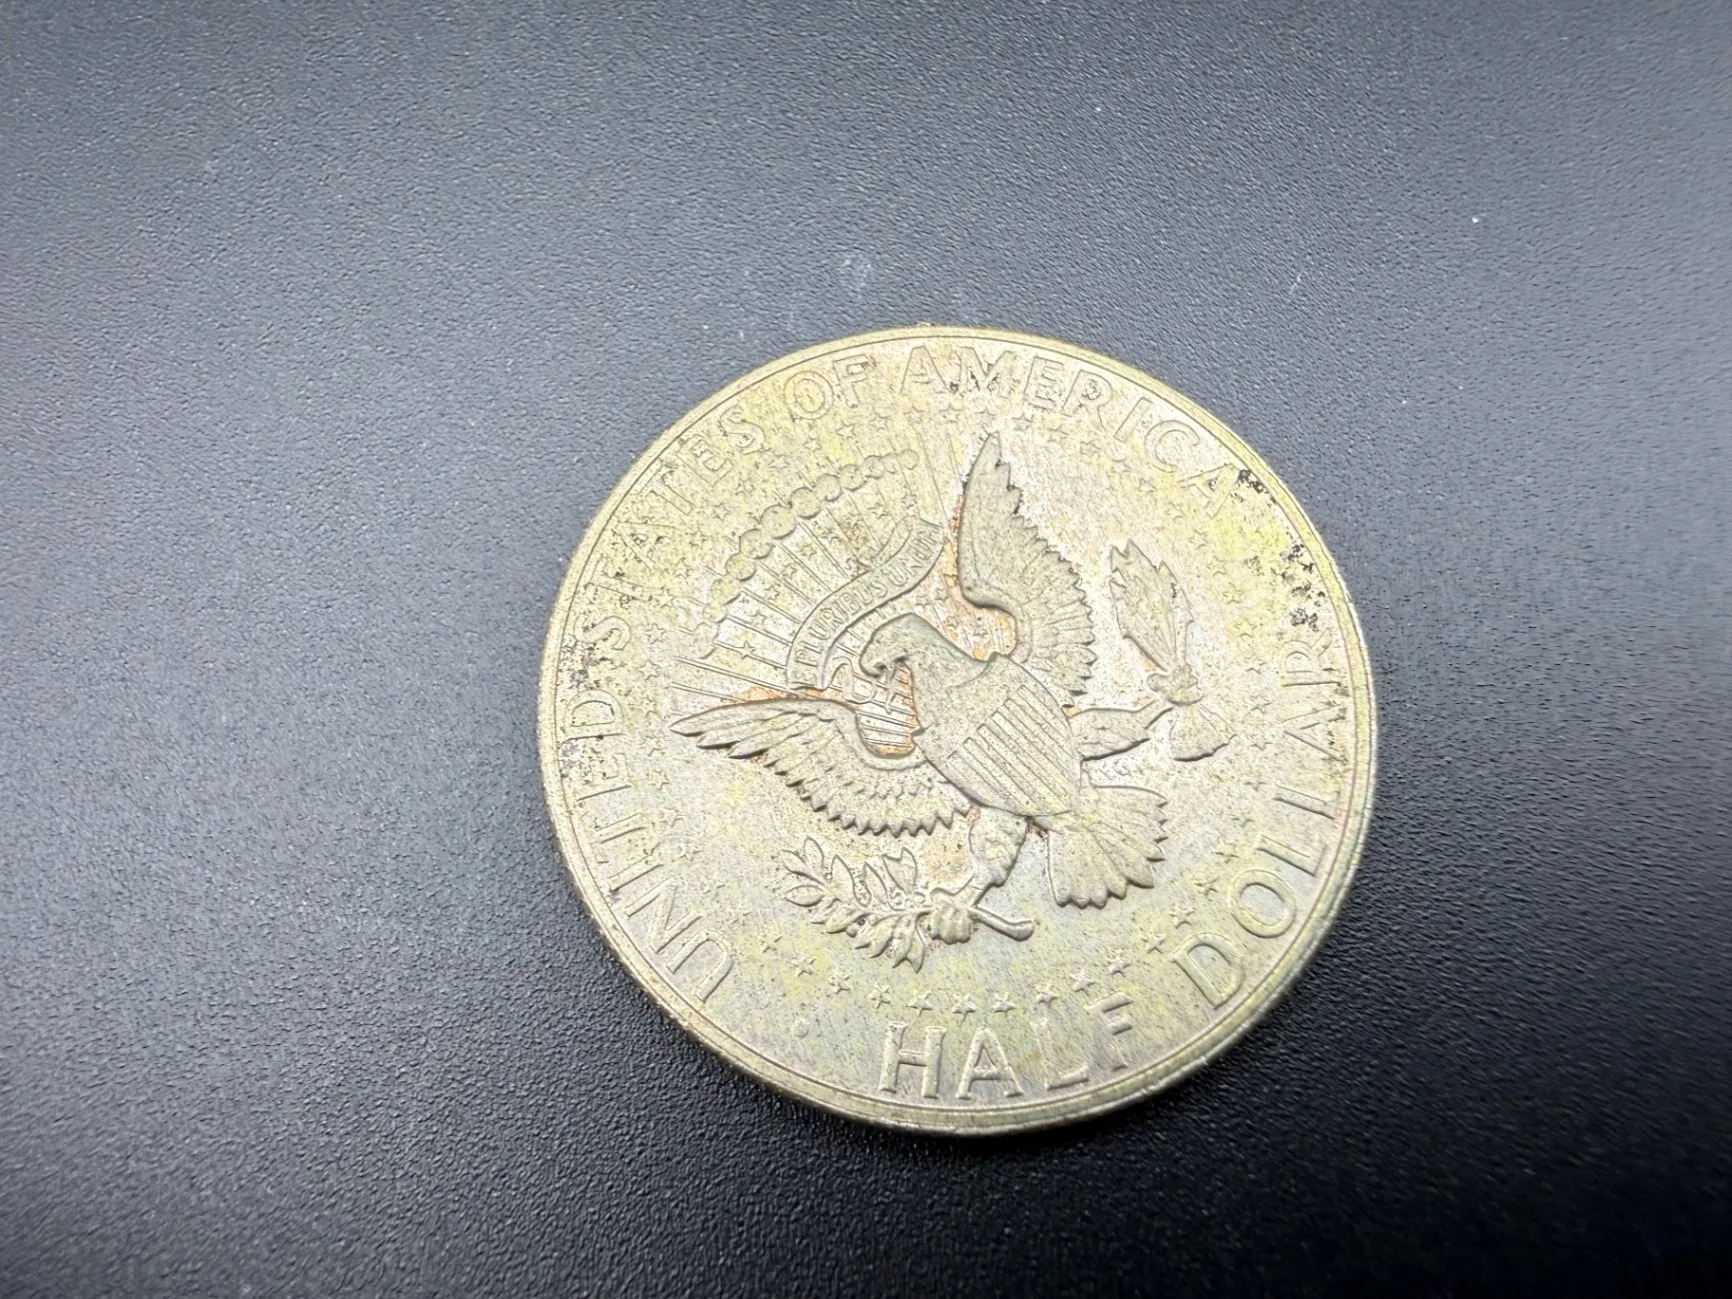 UNITED STATES OF AMERICA
PLURIBUS UNUM
HALF DOLLAR